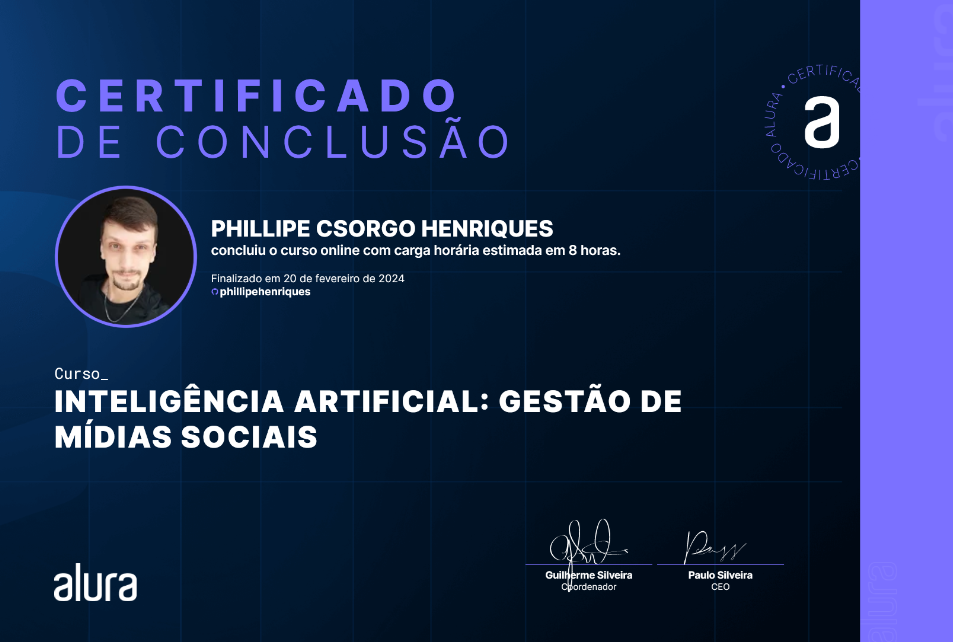 CERTIFICADO
DE CONCLUSÃO
ALURA • CERTIFICA
CERTIFICADO
a
alura
PHILLIPE CSORGO HENRIQUES
concluiu o curso online com carga horária estimada em 8 horas.
Finalizado em 20 de fevereiro de 2024
phillipehenriques
Curso_
INTELIGÊNCIA ARTIFICIAL: GESTÃO DE
MÍDIAS SOCIAIS
Guilherme Silveira
Coordenador
Paulo Silveira
CEO
alura
alura